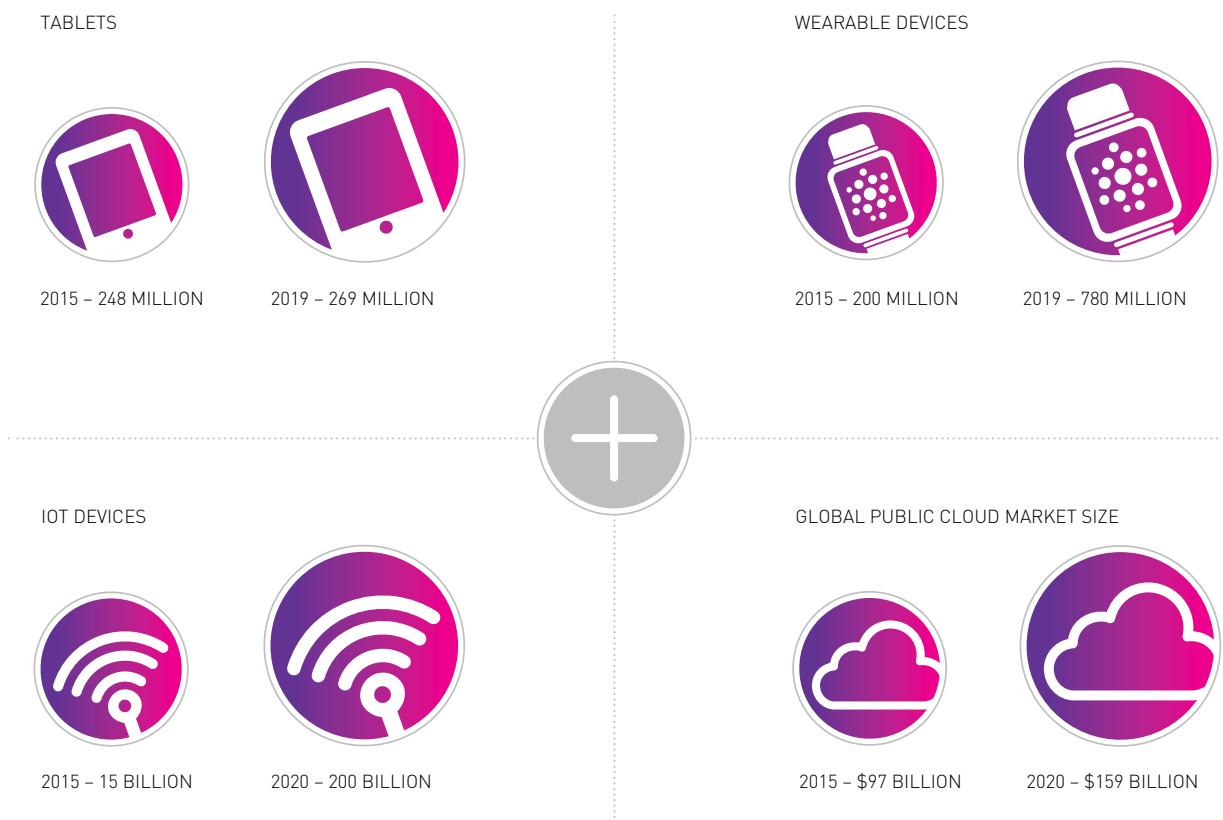 TABLETS
2015 – 248 MILLION
2019 – 269 MILLION
WEARABLE DEVICES
2015 – 200 MILLION
2019 – 780 MILLION
IOT DEVICES
2015 – 15 BILLION
2020 – 200 BILLION
GLOBAL PUBLIC CLOUD MARKET SIZE
2015 – $97 BILLION
2020 – $159 BILLION